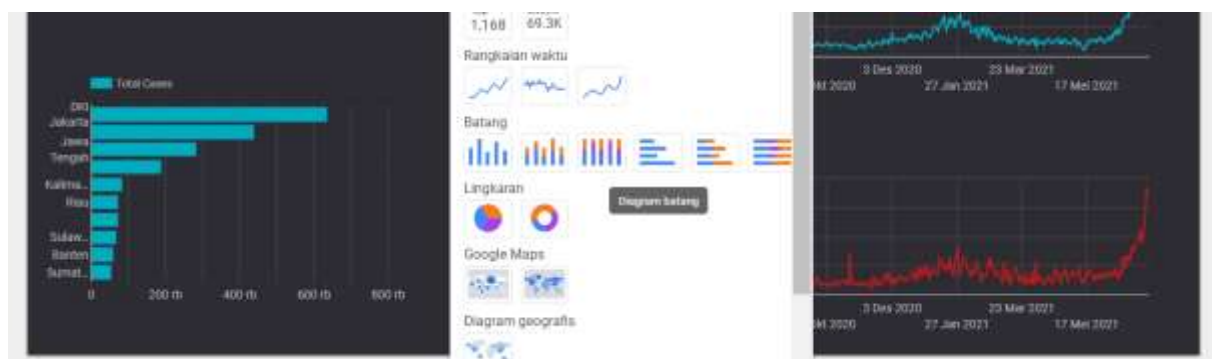 Total Cases
DKI
Jakarta
Jawa
Tengah
Kalima...
Riau
Sulaw...
Banten
Sumat...
0 200 rb 400 rb 600 rb 800 rb
1,168 69.3K
Rangkaian waktu
Batang
Lingkaran
Diagram batang
Google Maps
Diagram geografis
3 Des 2020 23 Mar 2021
2020 27 Jan 2021 17 Mei 2021
3 Des 2020 23 Mar 2021
2020 27 Jan 2021 17 Mei 2021